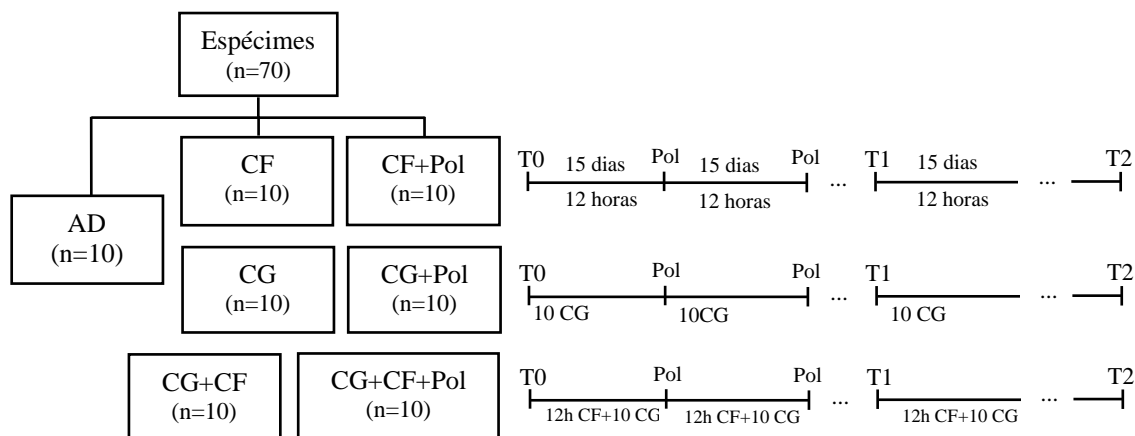 Espécimes
(n=70)
AD
(n=10)
CF
(n=10)
CF+Pol
(n=10)
T0 15 dias Pol 15 dias Pol ... T1 15 dias ... T2
12 horas 12 horas 12 horas
CG
(n=10)
CG+Pol
(n=10)
T0 Pol Pol ... T1 ... T2
10 CG 10CG 10 CG
CG+CF
(n=10)
CG+CF+Pol
(n=10)
T0 Pol Pol ... T1 ... T2
12h CF+10 CG 12h CF+10 CG 12h CF+10 CG